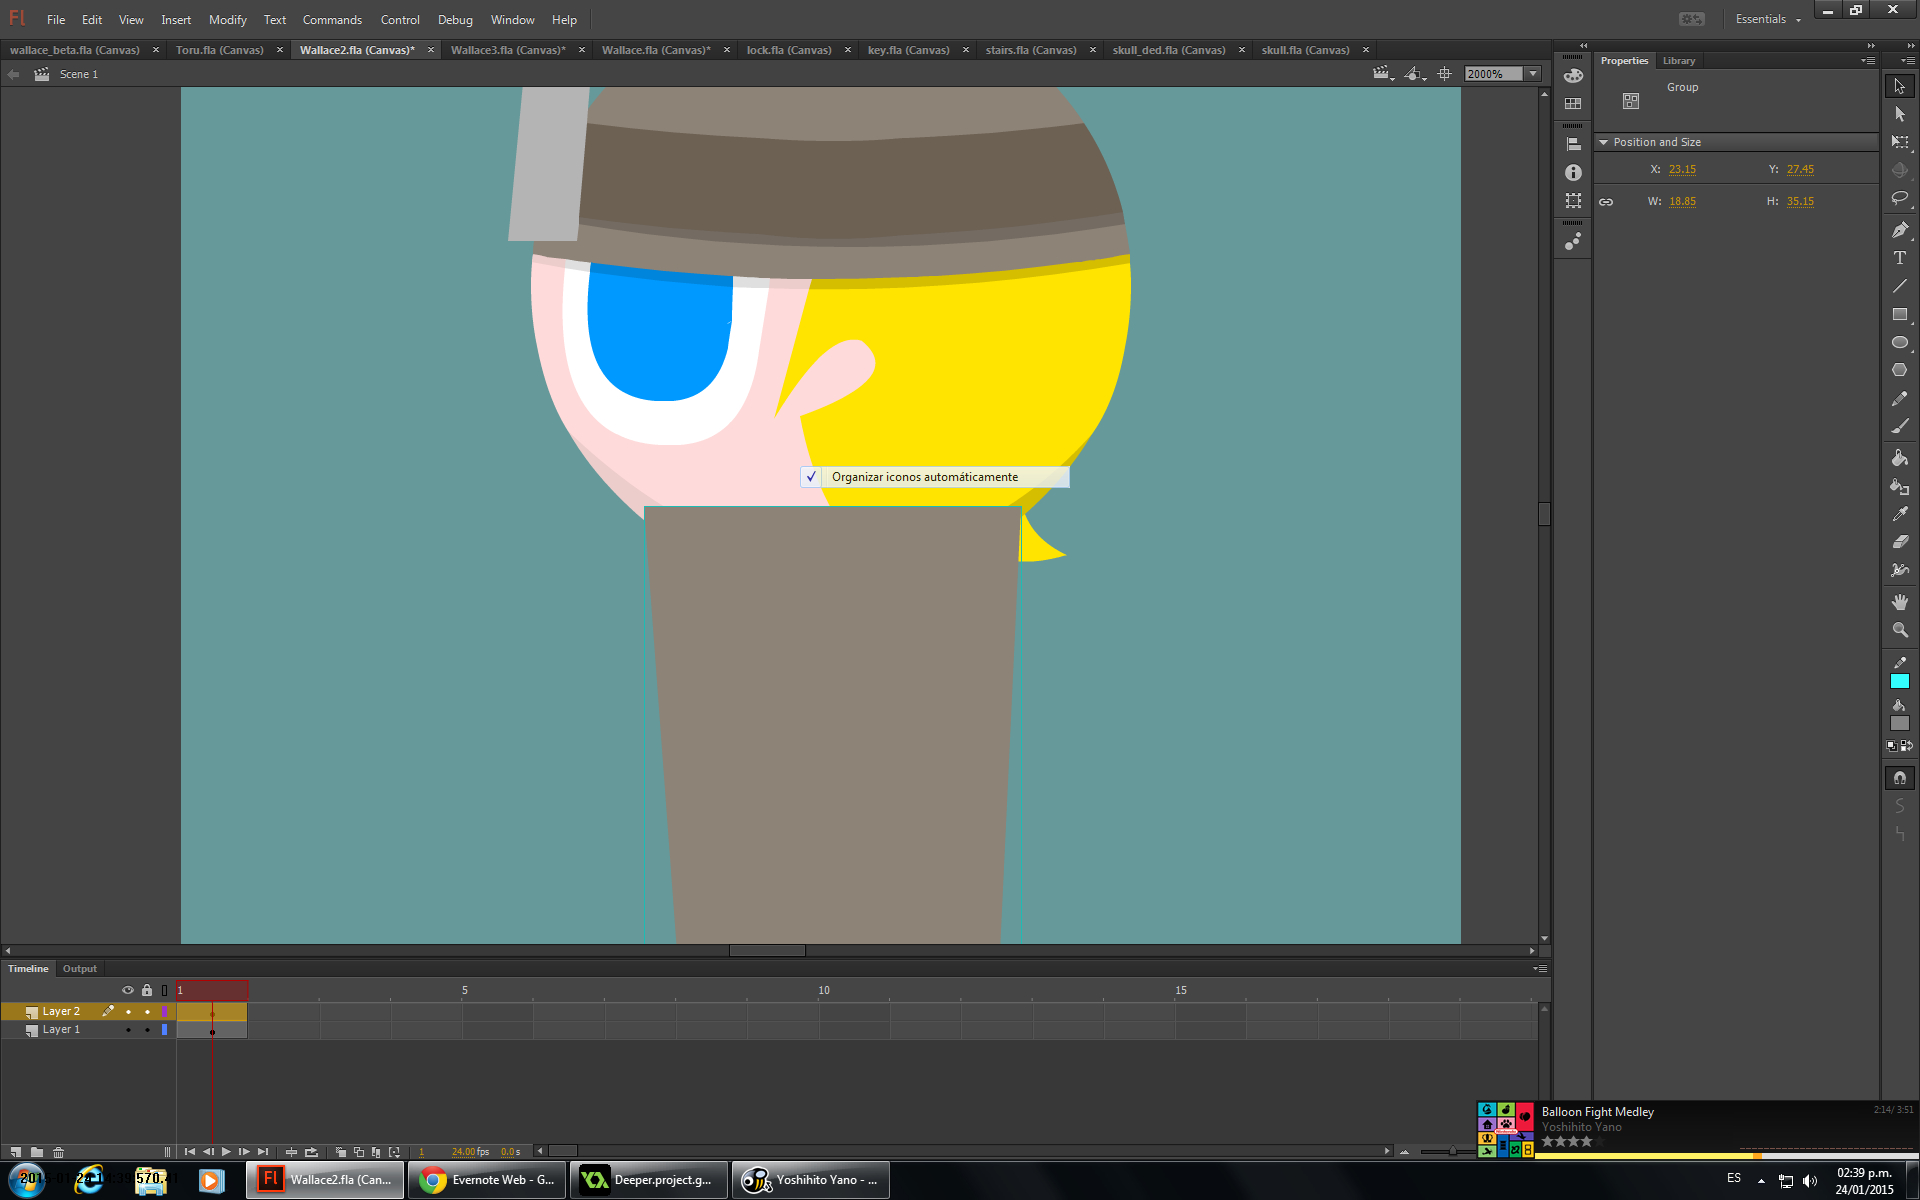 Fl File Edit View Insert Modify Text Commands Control Debug Window Help Essentials
wallace_beta.fla (Canvas) Toru.fla (Canvas) Wallace2.fla (Canvas)* Wallace3.fla (Canvas)* Wallace.fla (Canvas)* lock.fla (Canvas) key.fla (Canvas) stairs.fla (Canvas) skull_ded.fla (Canvas) skull.fla (Canvas)
Scene 1 2000%
Properties Library
Group
Position and Size
X: 23.15 Y: 27.45
W: 18.85 H: 35.15
Organizar iconos automáticamente
Timeline Output
1 5 10 15
Layer 2
Layer 1
1 24.00 fps 0.0 s
Balloon Fight Medley 2:14/ 3:51
Yoshihito Yano
Fl Wallace2.fla (Can...
Evernote Web - G...
Deeper.project.g...
Yoshihito Yano - ...
ES
02:39 p.m.
24/01/2015